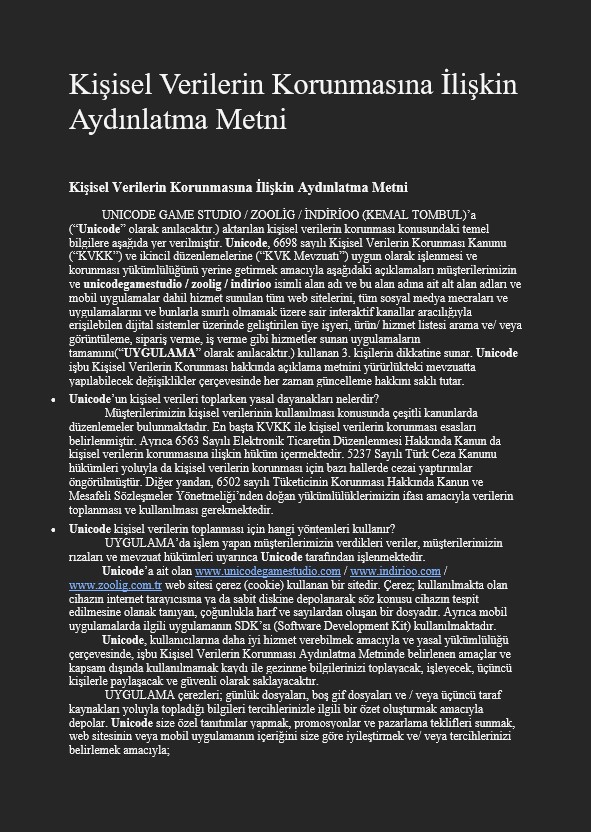 Kişisel Verilerin Korunmasına İlişkin
Aydınlatma Metni
Kişisel Verilerin Korunmasına İlişkin Aydınlatma Metni
UNICODE GAME STUDIO / ZOOLİG / İNDİRİOO (KEMAL TOMBUL)’a
(“Unicode” olarak anılacaktır.) aktarılan kişisel verilerin korunması konusundaki temel
bilgilere aşağıda yer verilmiştir. Unicode, 6698 sayılı Kişisel Verilerin Korunması Kanunu
(“KVKK”) ve ikincil düzenlemelerine (“KVK Mevzuatı”) uygun olarak işlenmesi ve
korunması yükümlülüğünü yerine getirmek amacıyla aşağıdaki açıklamaları müşterilerimizin
ve unicodegamestudio / zoolig / indirioo isimli alan adı ve bu alan adına ait alt alan adları ve
mobil uygulamalar dahil hizmet sunulan tüm web sitelerini, tüm sosyal medya mecraları ve
uygulamalarını ve bunlarla sınırlı olmamak üzere sair interaktif kanallar aracılığıyla
erişilebilen dijital sistemler üzerinde geliştirilen üye işyeri, ürün/ hizmet listesi arama ve/ veya
görüntüleme, sipariş verme, iş verme gibi hizmetler sunan uygulamaların
tamamını(“UYGULAMA” olarak anılacaktır.) kullanan 3. kişilerin dikkatine sunar. Unicode
işbu Kişisel Verilerin Korunması hakkında açıklama metnini yürürlükteki mevzuatta
yapılabilecek değişiklikler çerçevesinde her zaman güncelleme hakkını saklı tutar.
• Unicode’un kişisel verileri toplarken yasal dayanakları nelerdir?
Müşterilerimizin kişisel verilerinin kullanılması konusunda çeşitli kanunlarda
düzenlemeler bulunmaktadır. En başta KVKK ile kişisel verilerin korunması esasları
belirlenmiştir. Ayrıca 6563 Sayılı Elektronik Ticaretin Düzenlenmesi Hakkında Kanun da
kişisel verilerin korunmasına ilişkin hüküm içermektedir. 5237 Sayılı Türk Ceza Kanunu
hükümleri yoluyla da kişisel verilerin korunması için bazı hallerde cezai yaptırımlar
öngörülmüştür. Diğer yandan, 6502 sayılı Tüketicinin Korunması Hakkında Kanun ve
Mesafeli Sözleşmeler Yönetmeliği’nden doğan yükümlülüklerimizin ifası amacıyla verilerin
toplanması ve kullanılması gerekmektedir.
• Unicode kişisel verilerin toplanması için hangi yöntemleri kullanır?
UYGULAMA’da işlem yapan müşterilerimizin verdikleri veriler, müşterilerimizin
rızaları ve mevzuat hükümleri uyarınca Unicode tarafından işlenmektedir.
Unicode’a ait olan www.unicodegamestudio.com / www.indirioo.com /
www.zoolig.com.tr web sitesi çerez (cookie) kullanan bir sitedir. Çerez; kullanılmakta olan
cihazın internet tarayıcısına ya da sabit diskine depolanarak söz konusu cihazın tespit
edilmesine olanak tanıyan, çoğunlukla harf ve sayılardan oluşan bir dosyadır. Ayrıca mobil
uygulamalarda ilgili uygulamanın SDK’sı (Software Development Kit) kullanılmaktadır.
Unicode, kullanıcılarına daha iyi hizmet verebilmek amacıyla ve yasal yükümlülüğü
çerçevesinde, işbu Kişisel Verilerin Korunması Aydınlatma Metninde belirlenen amaçlar ve
kapsam dışında kullanılmamak kaydı ile gezinme bilgilerinizi toplayacak, işleyecek, üçüncü
kişilerle paylaşacak ve güvenli olarak saklayacaktır.
UYGULAMA çerezleri; günlük dosyaları, boş gif dosyaları ve / veya üçüncü taraf
kaynakları yoluyla topladığı bilgileri tercihlerinizle ilgili bir özet oluşturmak amacıyla
depolar. Unicode size özel tanıtımlar yapmak, promosyonlar ve pazarlama teklifleri sunmak,
web sitesinin veya mobil uygulamanın içeriğini size göre iyileştirmek ve/ veya tercihlerinizi
belirlemek amacıyla;